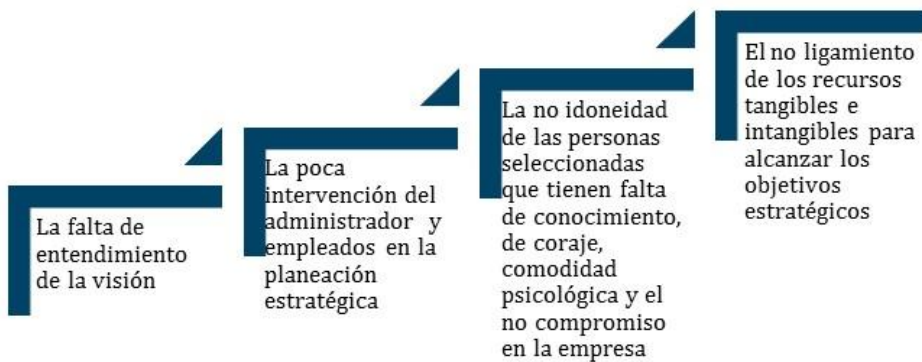 La falta de
entendimiento
de la visión
La poca
intervención del
administrador y
empleados en la
planeación
estratégica
La no idoneidad
de las personas
seleccionadas
que tienen falta
de conocimiento,
de coraje,
comodidad
psicológica y el
no compromiso
en la empresa
El no ligamiento
de los recursos
tangibles e
intangibles para
alcanzar los
objetivos
estratégicos